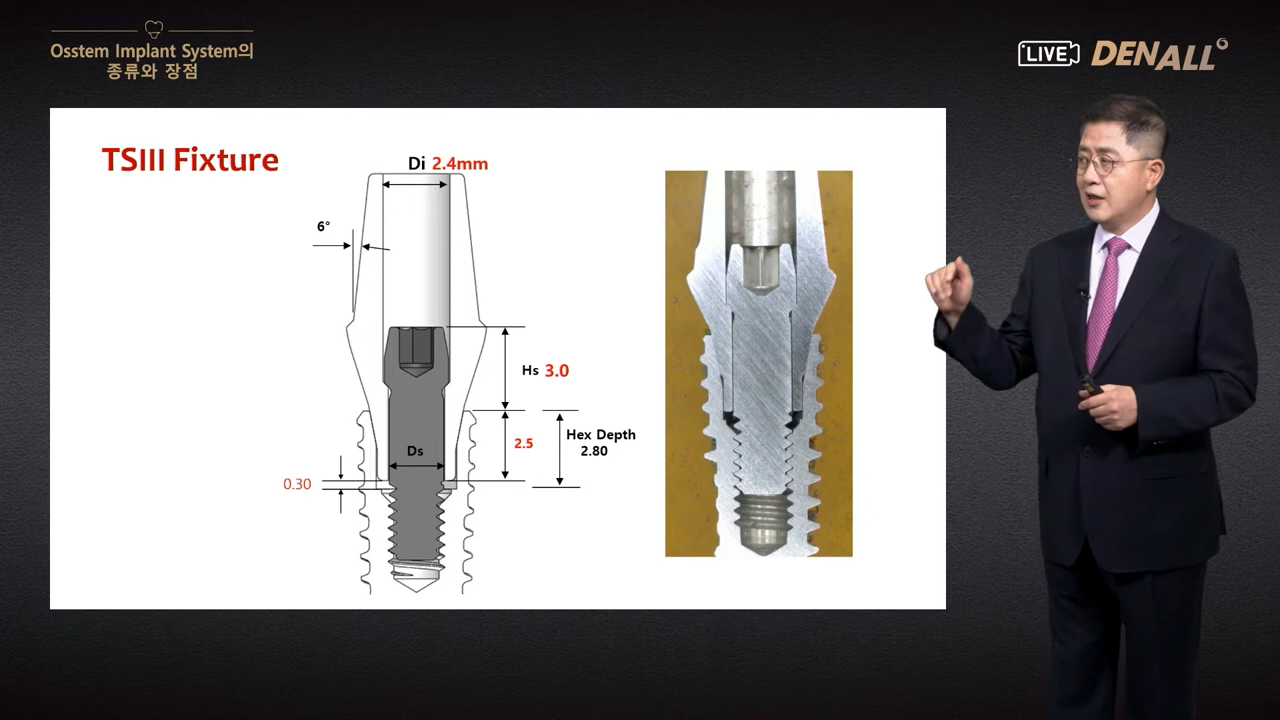 Osstem Implant System의
종류와 장점
LIVE
DENALL
TSIII Fixture
Di 2.4mm
6°
Hs 3.0
2.5
Hex Depth
2.80
Ds
0.30